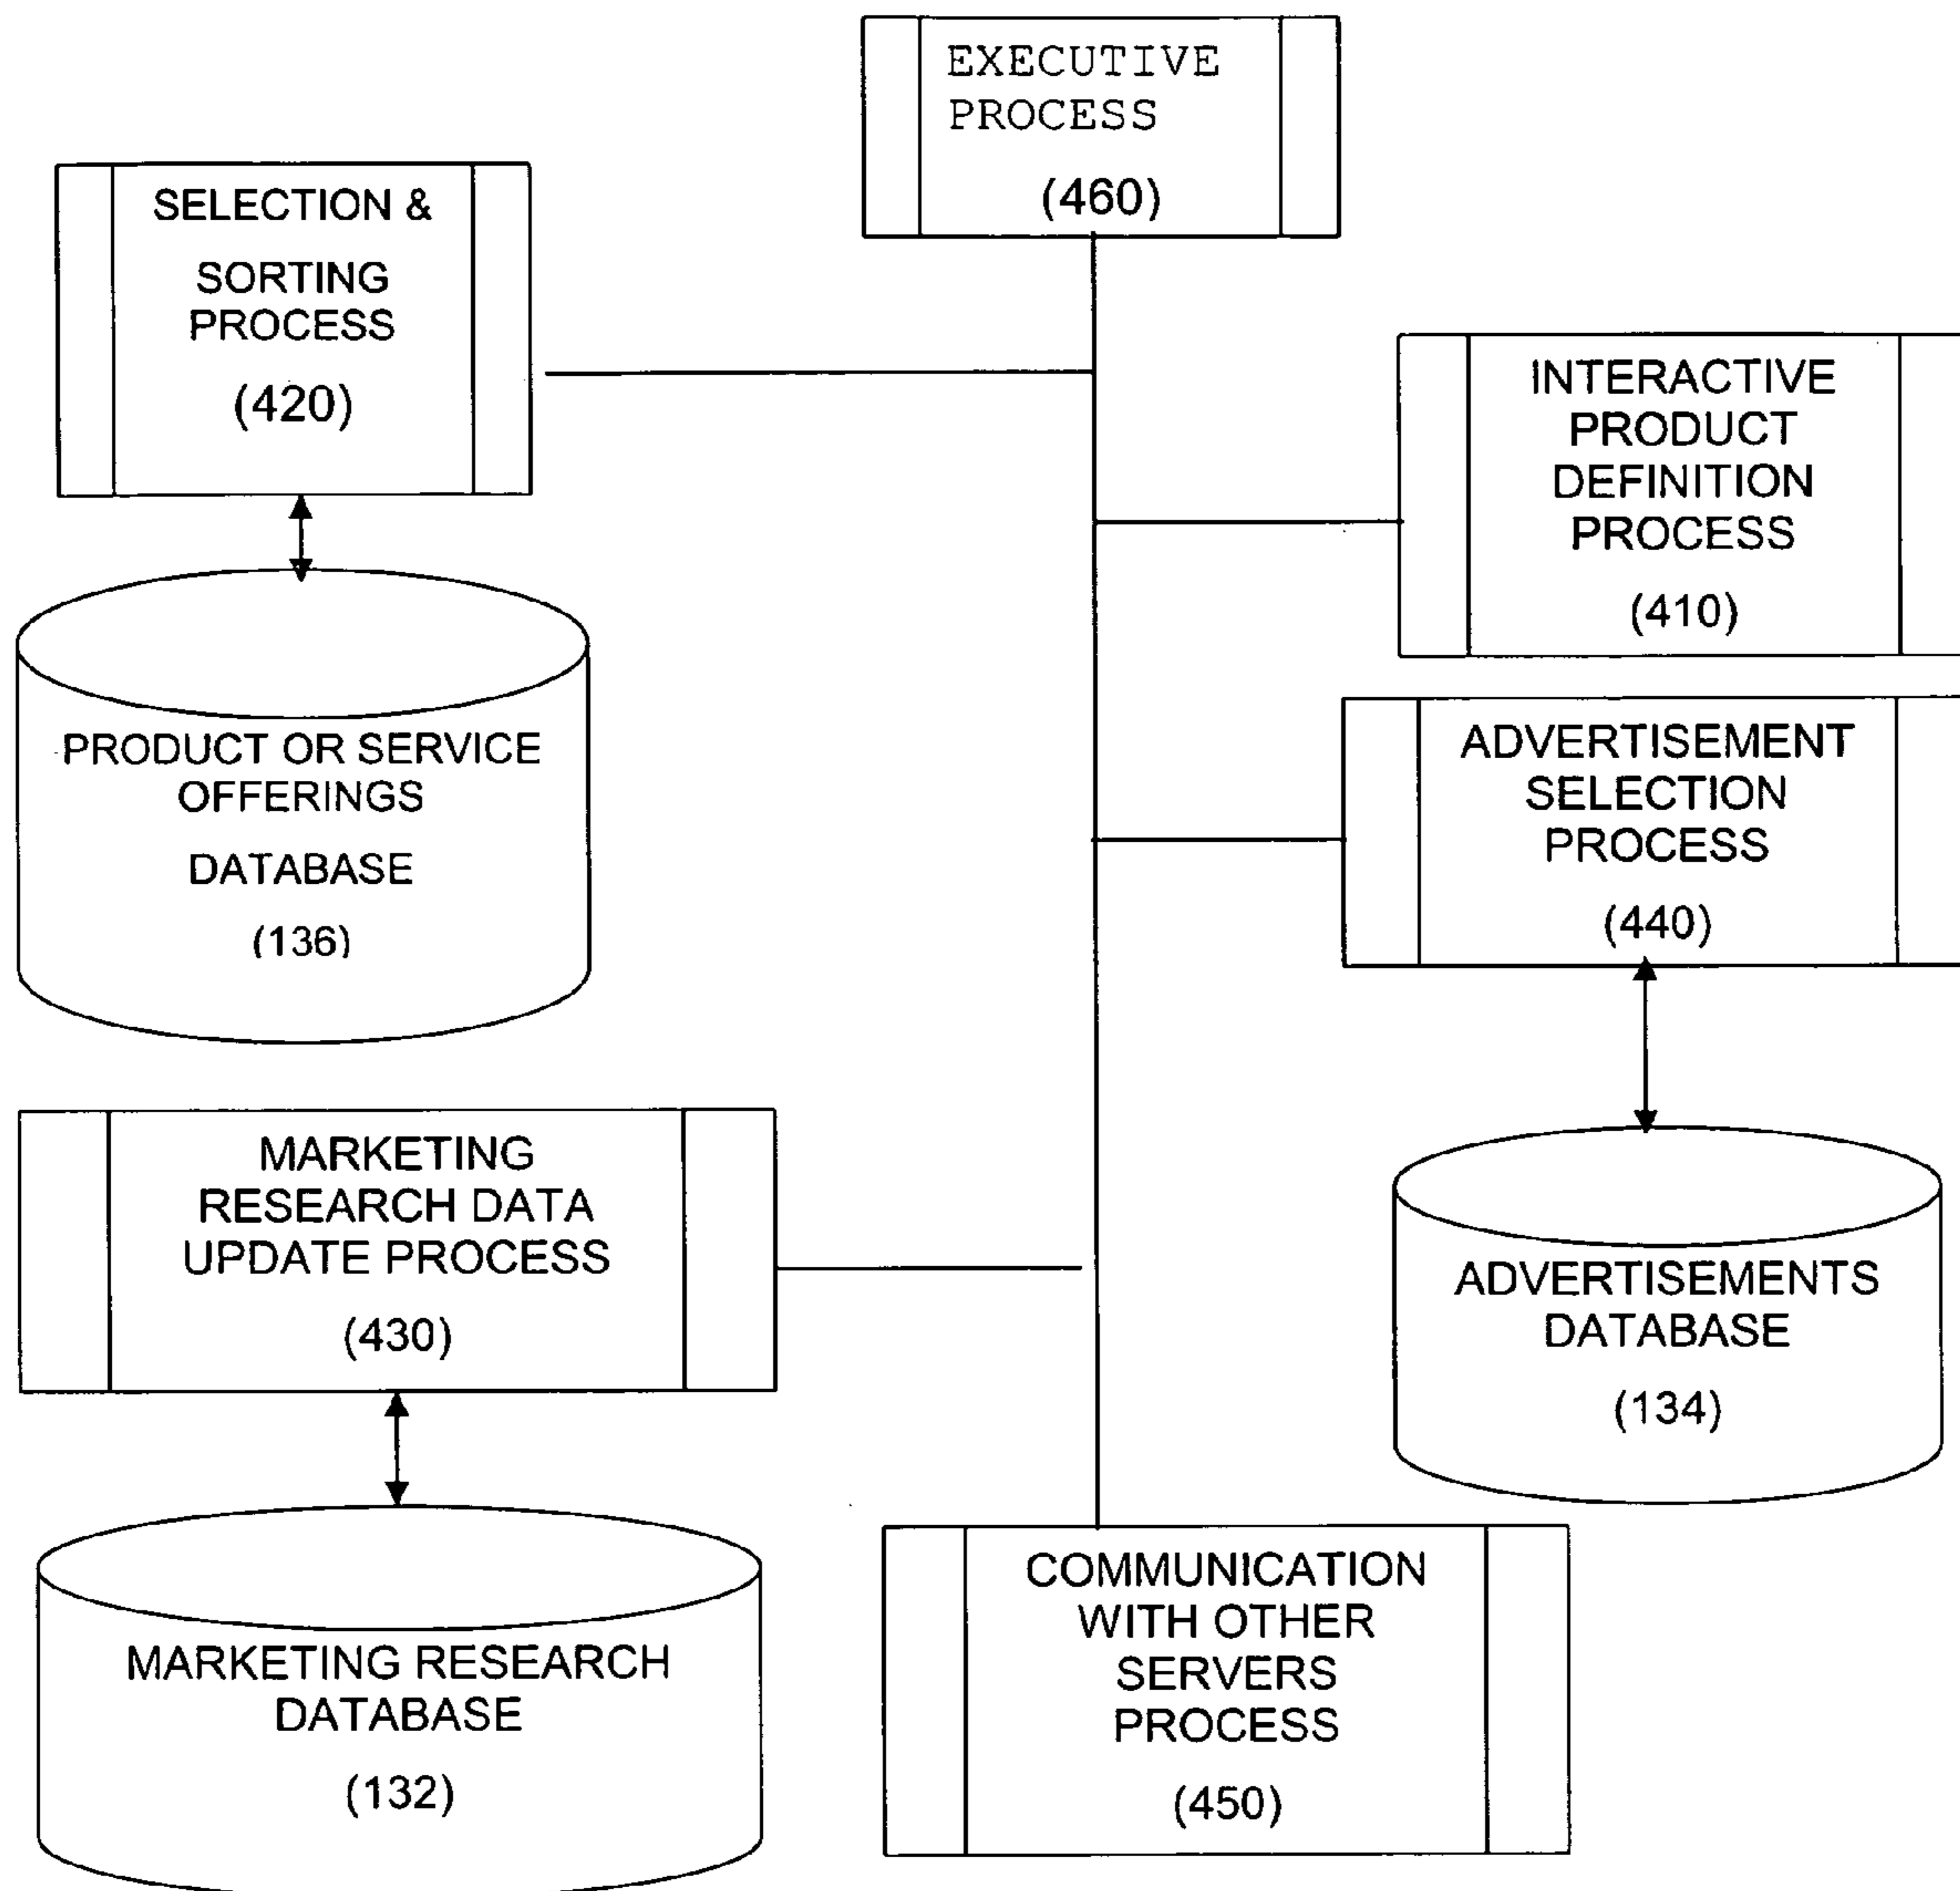 EXECUTIVE
PROCESS
(460)
SELECTION &
SORTING
PROCESS
(420)
INTERACTIVE
PRODUCT
DEFINITION
PROCESS
(410)
PRODUCT OR SERVICE
OFFERINGS
DATABASE
(136)
ADVERTISEMENT
SELECTION
PROCESS
(440)
MARKETING
RESEARCH DATA
UPDATE PROCESS
(430)
ADVERTISEMENTS
DATABASE
(134)
MARKETING RESEARCH
DATABASE
(132)
COMMUNICATION
WITH OTHER
SERVERS
PROCESS
(450)